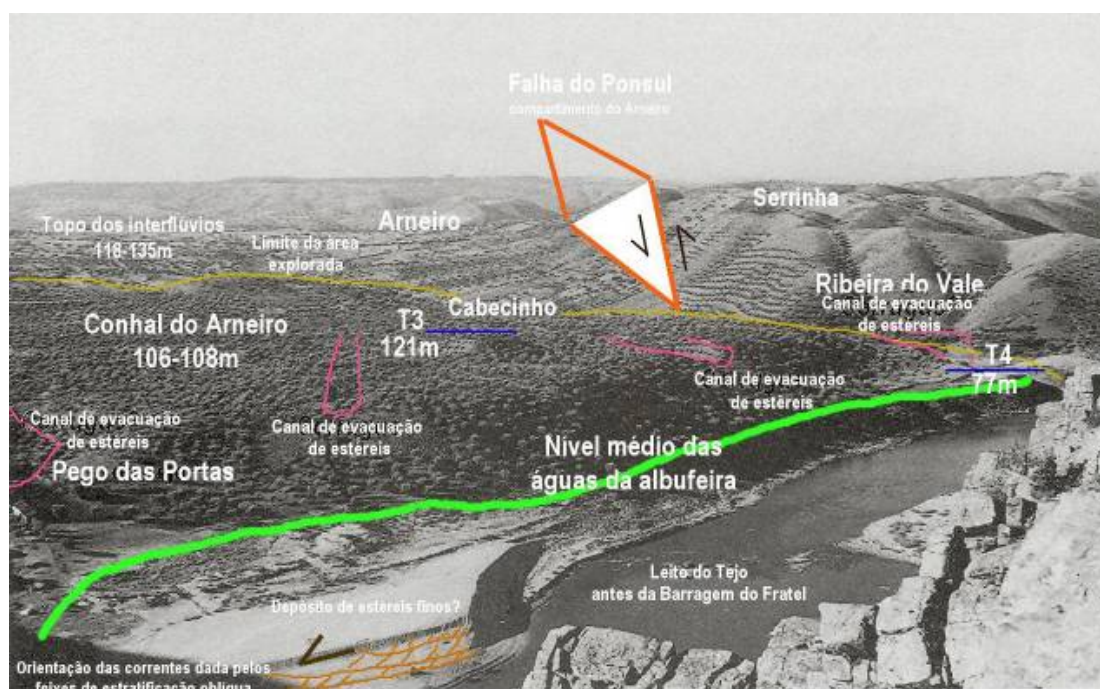 Falha do Ponsul
compartimento do Arneiro
Serrinha
Topo dos interflúvios
118-135m
Arneiro
Limite da área
explorada
Ribeira do Vale
Canal de evacuação
de estéreis
Cabecinho
T3
121m
Conhal do Arneiro
106-108m
T4
77m
Canal de evacuação
de estéreis
Canal de evacuação
de estéreis
Canal de evacuação
de estéreis
Pego das Portas
Nível médio das
águas da albufeira
Leito do Tejo
antes da Barragem do Fratel
Depósito de estéreis finos?
Orientação das correntes dada pelos
feixes de estratificação oblíqua